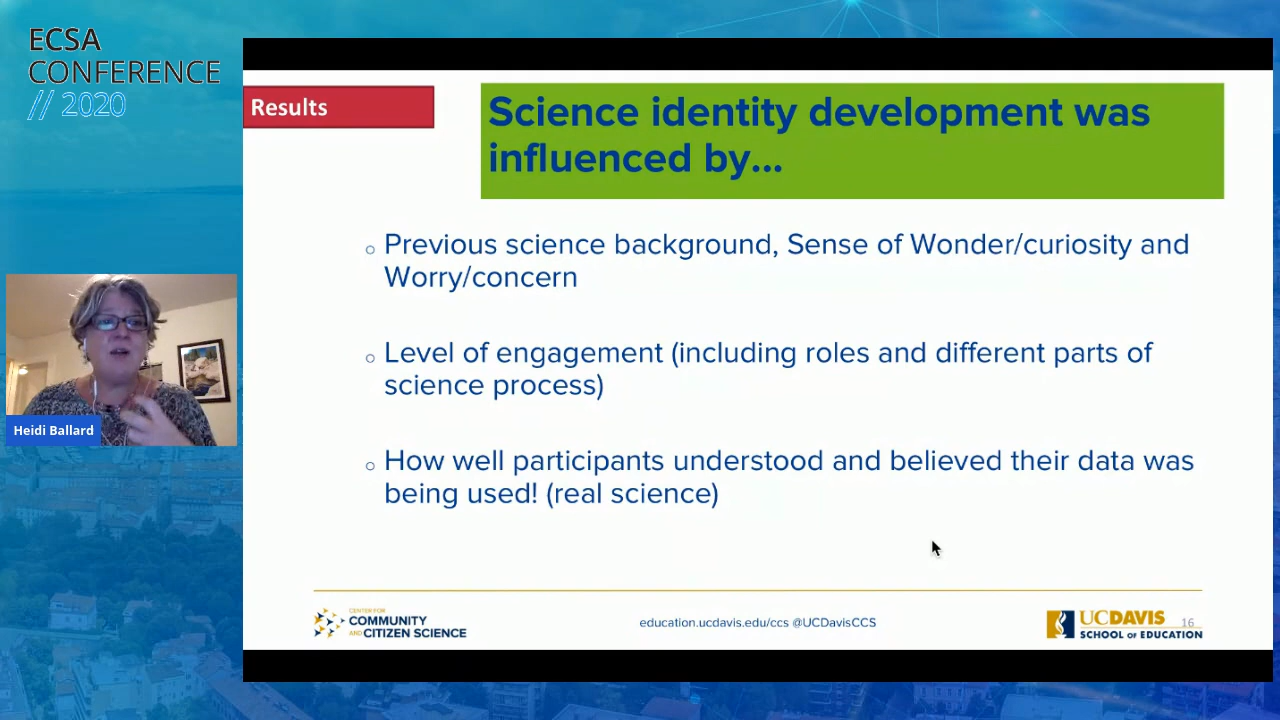 ECSA
CONFERENCE
// 2020
Results
Science identity development was
influenced by...
Previous science background, Sense of Wonder/curiosity and
Worry/concern
Level of engagement (including roles and different parts of
science process)
How well participants understood and believed their data was
being used! (real science)
Heidi Ballard
CENTER FOR
COMMUNITY
AND CITIZEN SCIENCE
education.ucdavis.edu/ccs @UCDavisCCS
UCDAVIS
SCHOOL OF EDUCATION
16